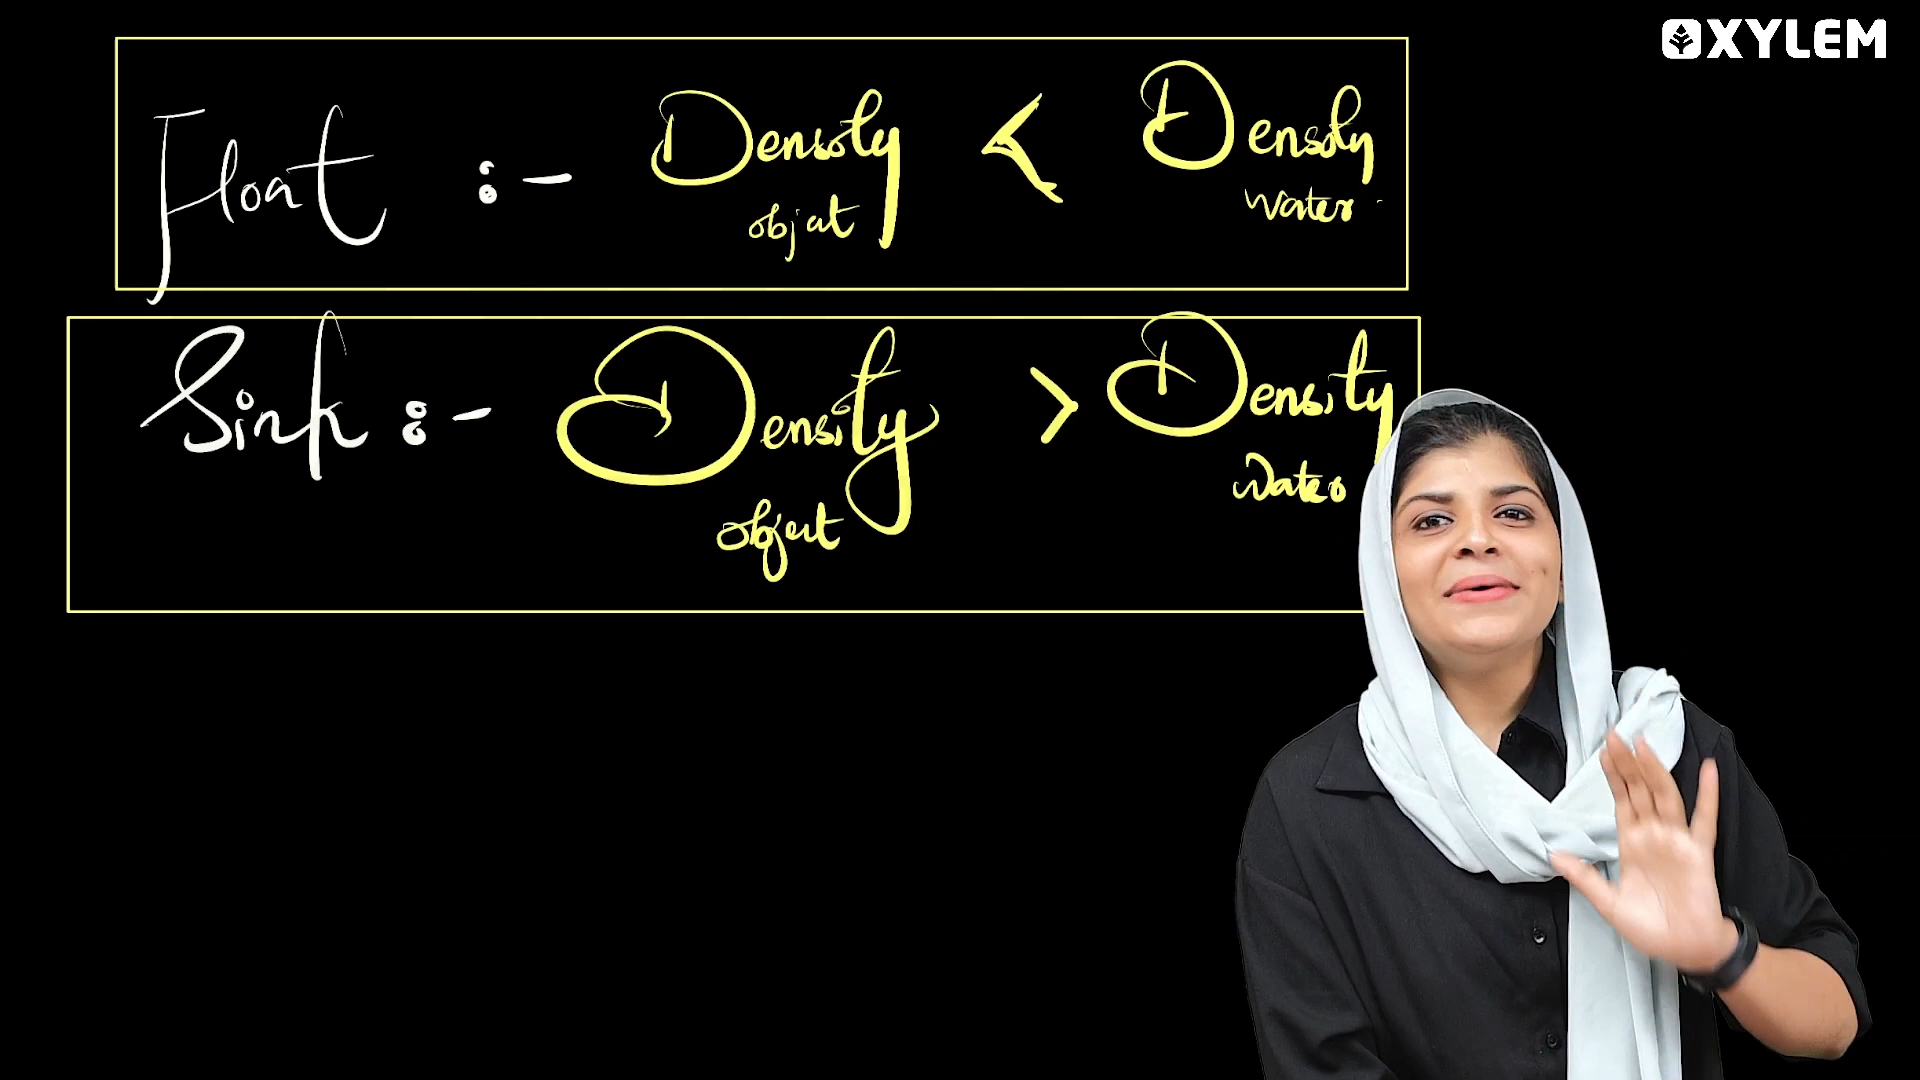 XYLEM
Float :- Density < Density
object water
Sink :- Density > Density
object Water